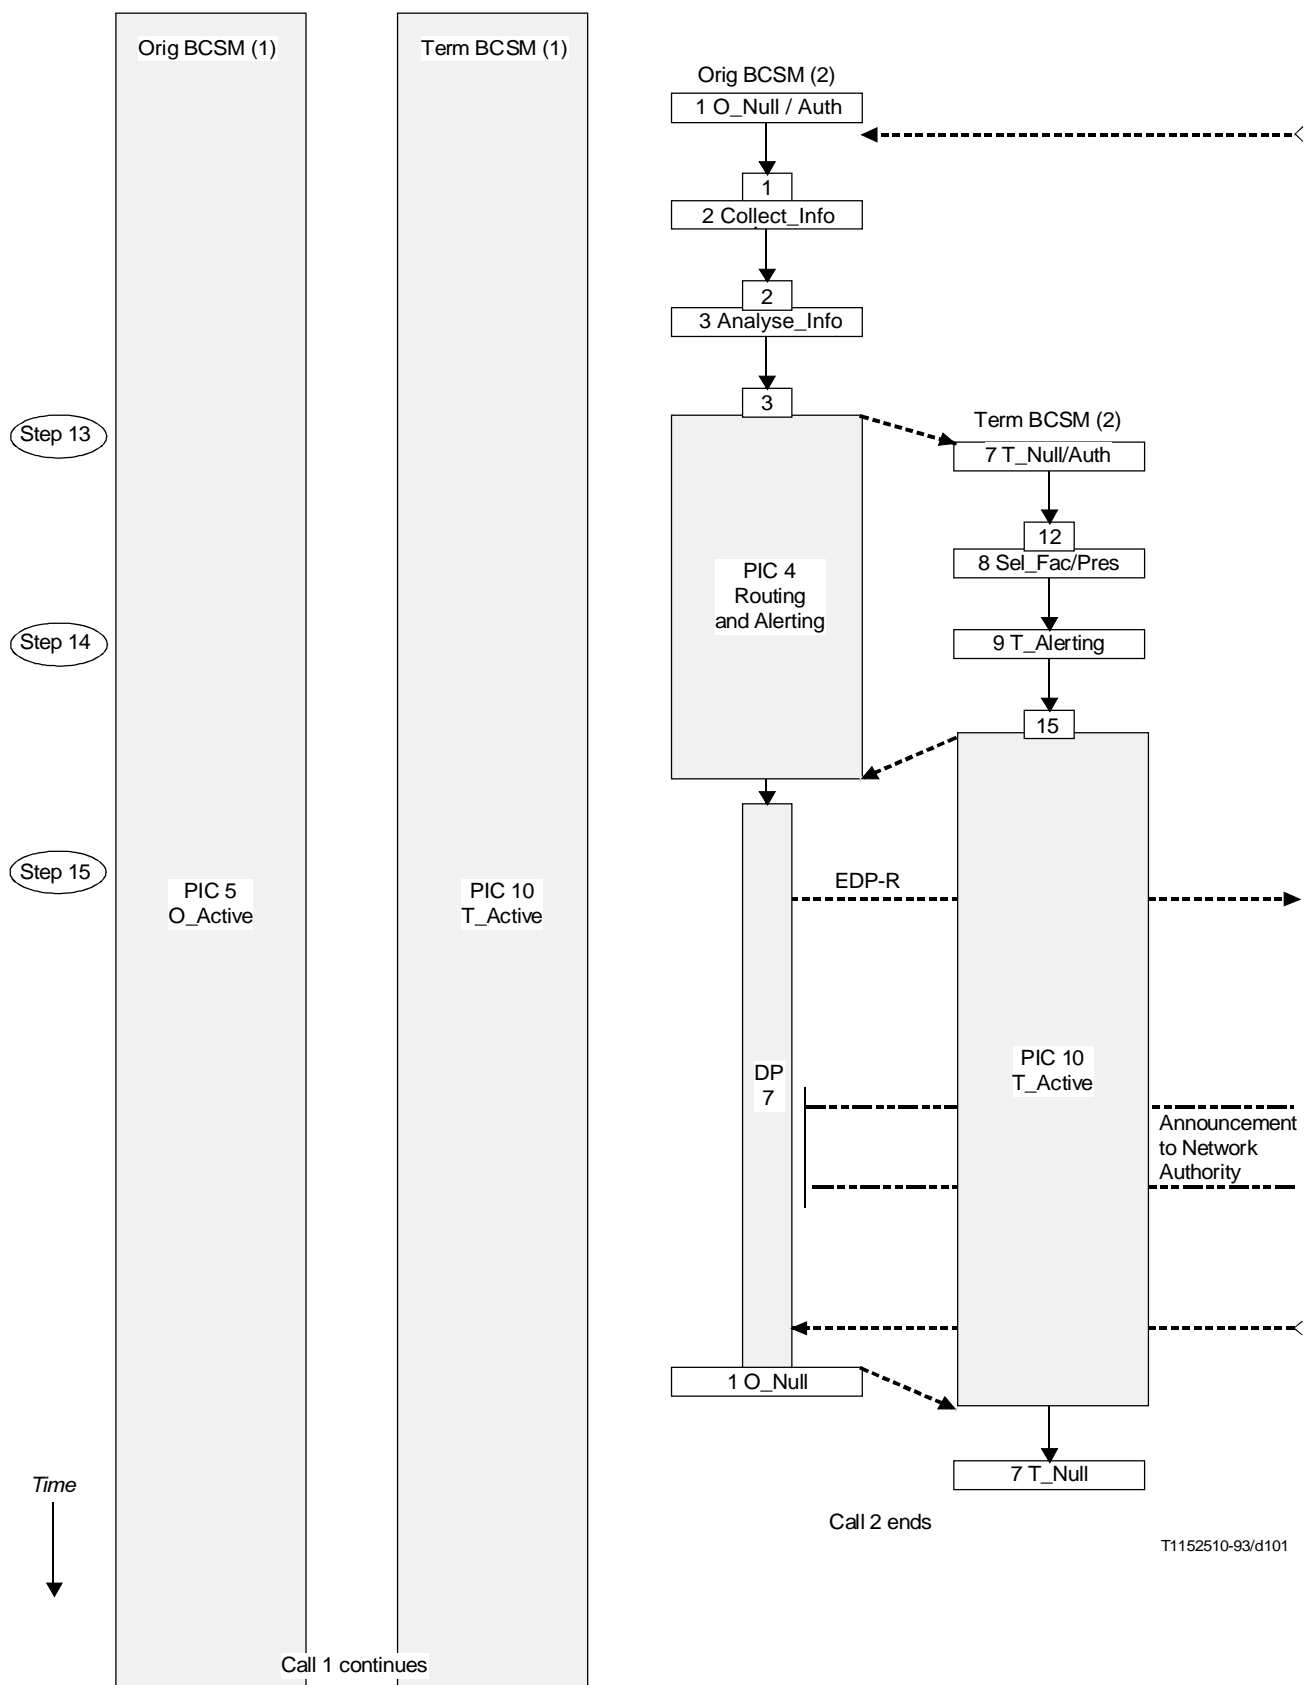 Orig BCSM (1)
Term BCSM (1)
Orig BCSM (2)
1 O_Null / Auth
1
2 Collect_Info
2
3 Analyse_Info
3
Step 13
Term BCSM (2)
7 T_Null/Auth
12
8 Sel_Fac/Pres
PIC 4
Routing
and Alerting
Step 14
9 T_Alerting
15
Step 15
PIC 5
O_Active
PIC 10
T_Active
EDP-R
DP
7
PIC 10
T_Active
Announcement
to Network
Authority
1 O_Null
7 T_Null
Time
Call 2 ends
T1152510-93/d101
Call 1 continues